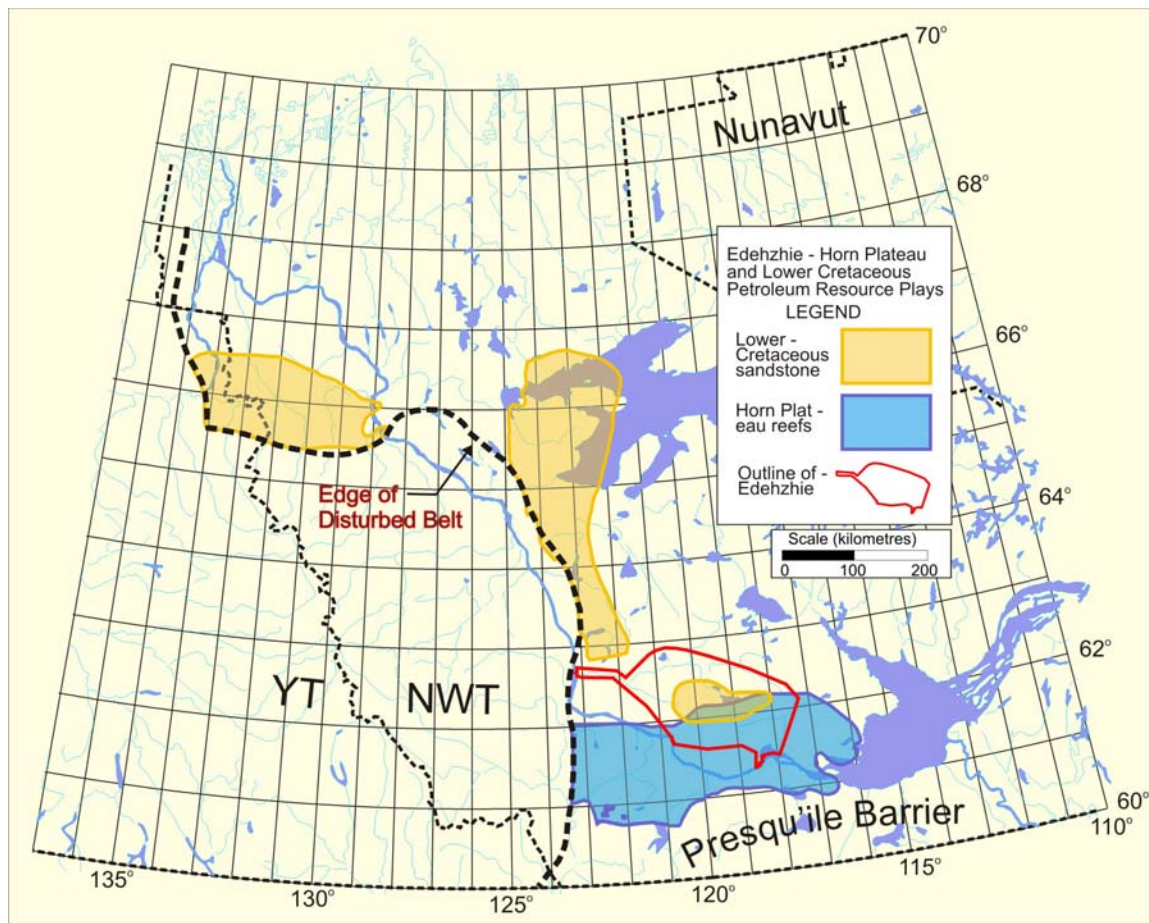 70°
Nunavut
68°
Edehzhie - Horn Plateau
and Lower Cretaceous
Petroleum Resource Plays
LEGEND
Lower -
Cretaceous
sandstone
Horn Plat -
eau reefs
Outline of -
Edehzhie
66°
64°
Scale (kilometres)
0 100 200
Edge of
Disturbed Belt
62°
YT
NWT
Presqu'ile Barrier
60°
110°
115°
120°
125°
130°
135°